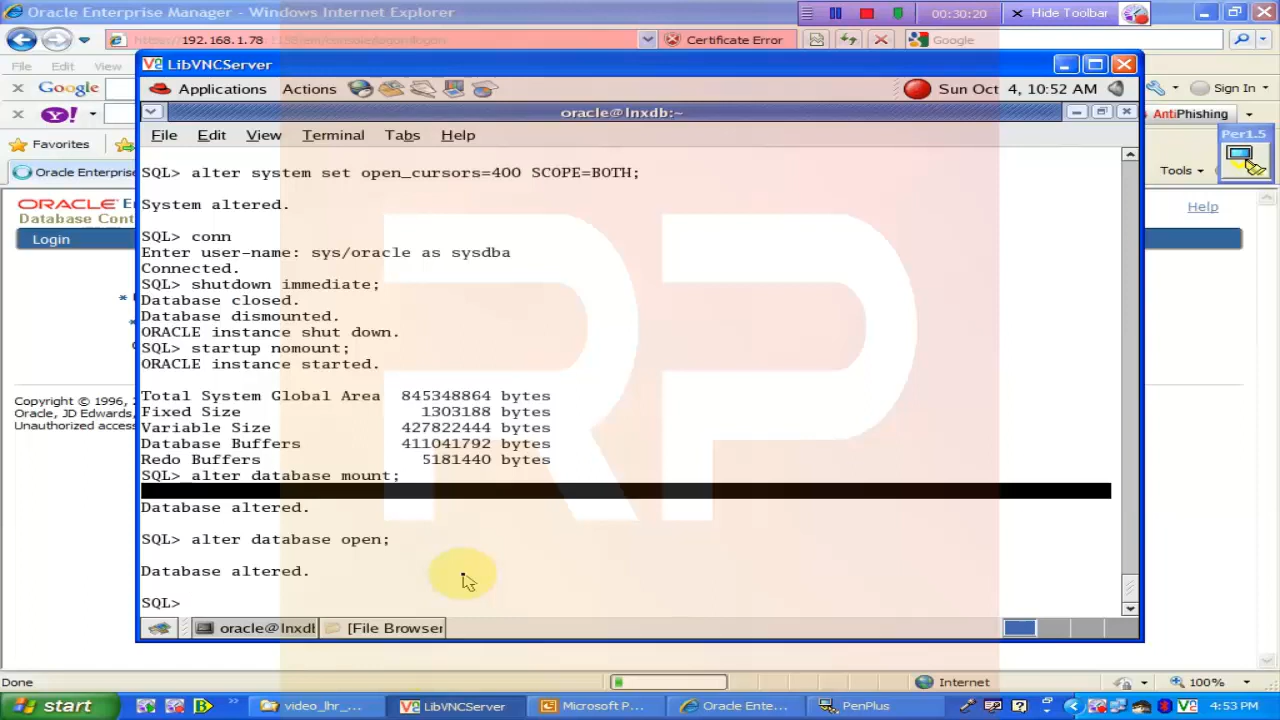 Oracle Enterprise Manager - Windows Internet Explorer
00:30:20
Hide Toolbar
192.168.1.78
Certificate Error
Google
File Edit View
Google
Sign In
AntiPhishing
Favorites
Per1.5
Oracle Enterprise
Tools
ORACLE
Database Cont
Help
Login
Copyright © 1996,
Oracle, JD Edwards,
Unauthorized access
LibVNCServer
Applications Actions
Sun Oct 4, 10:52 AM
oracle@lnxdb:~
File Edit View Terminal Tabs Help
SQL> alter system set open_cursors=400 SCOPE=BOTH;
System altered.
SQL> conn
Enter user-name: sys/oracle as sysdba
Connected.
SQL> shutdown immediate;
Database closed.
Database dismounted.
ORACLE instance shut down.
SQL> startup nomount;
ORACLE instance started.
Total System Global Area 845348864 bytes
Fixed Size 1303188 bytes
Variable Size 427822444 bytes
Database Buffers 411041792 bytes
Redo Buffers 5181440 bytes
SQL> alter database mount;
Database altered.
SQL> alter database open;
Database altered.
SQL>
oracle@lnxdb
[File Browser
RP
Done
Internet
100%
start
video_lhr_...
LibVNCServer
Microsoft P...
Oracle Ente...
PenPlus
4:53 PM